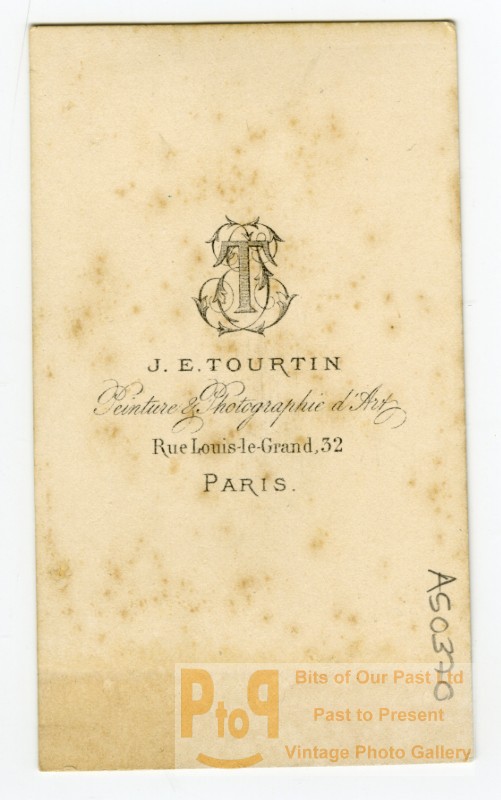 T
J. E. TOURTIN
Peinture & Photographie d'Art
Rue Louis-le-Grand, 32
PARIS.
AS0370
PtoP
Bits of Our Past Ltd
Past to Present
Vintage Photo Gallery